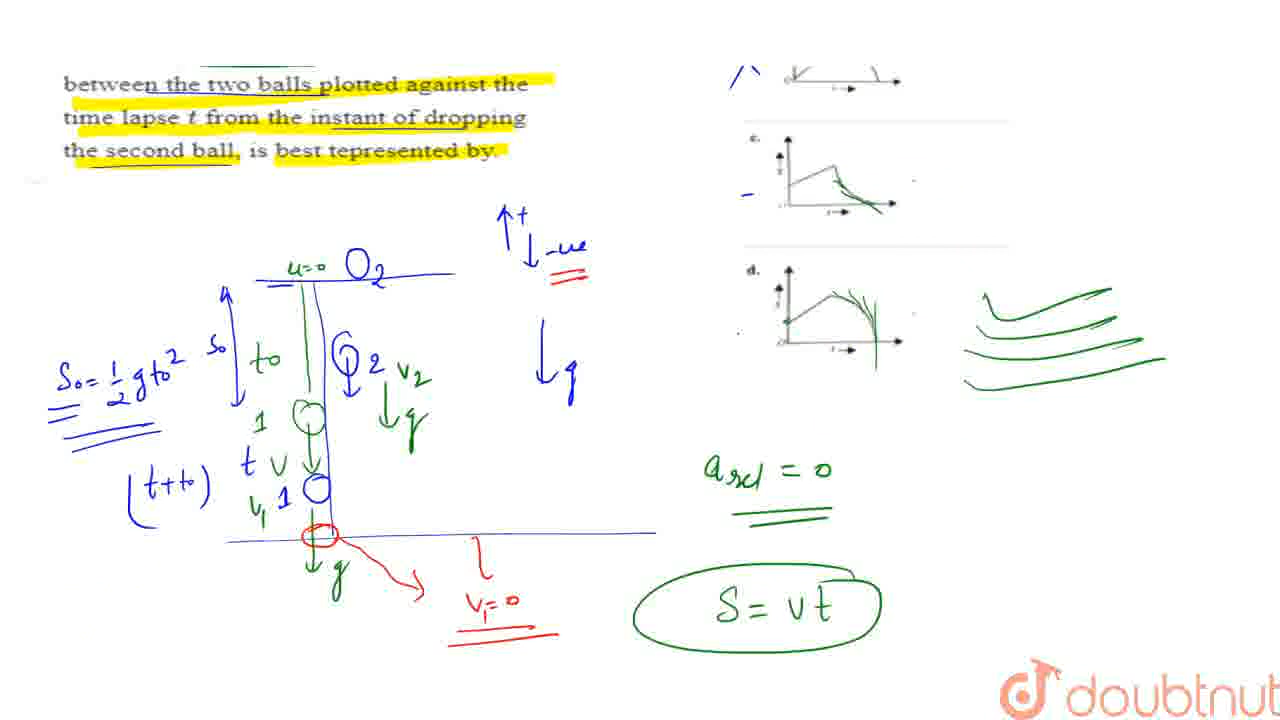 between the two balls plotted against the
time lapse t from the instant of dropping
the second ball, is best tepresented by.
c.
d.
u=0
O2
+
-ve
S0
S0 = 1/2 g t0^2
t0
2
V2
g
g
1
(t+t0)
t
V
V1
1
g
V1=0
arel = 0
S = vt
doubtnut